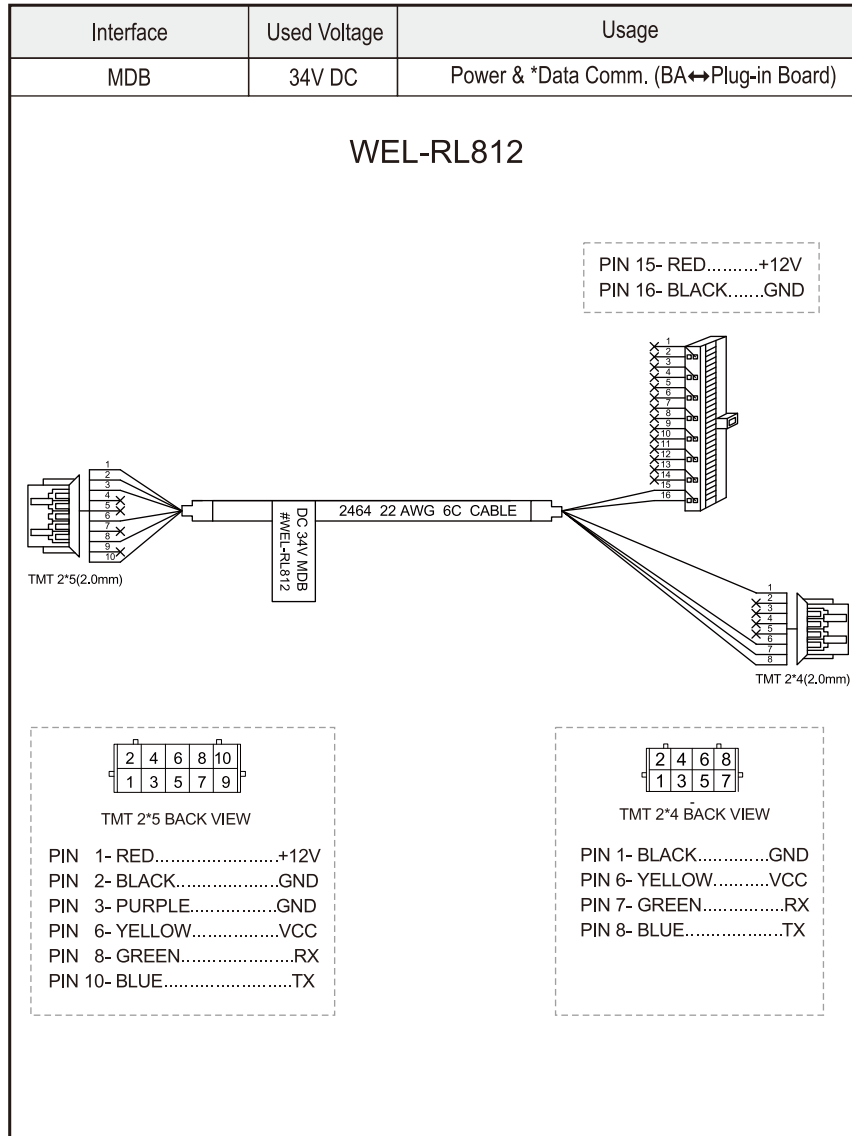 Interface Used Voltage Usage
MDB 34V DC Power & *Data Comm. (BA↔Plug-in Board)
WEL-RL812
PIN 15- RED..........+12V
PIN 16- BLACK.......GND
1
2
3
4
5
6
7
8
9
10
11
12
13
14
15
16
1
2
3
4
5
6
7
8
9
10
TMT 2*5(2.0mm)
DC 34V MDB
#WEL-RL812
2464 22 AWG 6C CABLE
1
2
3
4
5
6
7
8
TMT 2*4(2.0mm)
2 4 6 8 10
1 3 5 7 9
TMT 2*5 BACK VIEW
PIN 1- RED.......................+12V
PIN 2- BLACK...................GND
PIN 3- PURPLE................GND
PIN 6- YELLOW................VCC
PIN 8- GREEN.....................RX
PIN 10- BLUE........................TX
2 4 6 8
1 3 5 7
TMT 2*4 BACK VIEW
PIN 1- BLACK..............GND
PIN 6- YELLOW...........VCC
PIN 7- GREEN................RX
PIN 8- BLUE...................TX